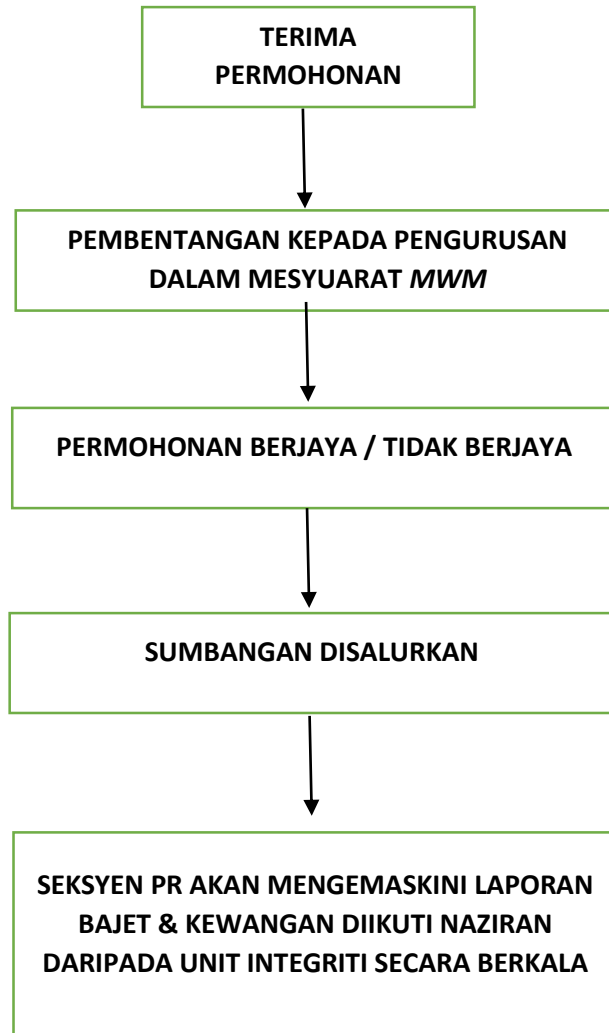 TERIMA
PERMOHONAN
PEMBENTANGAN KEPADA PENGURUSAN
DALAM MESYUARAT MWM
PERMOHONAN BERJAYA / TIDAK BERJAYA
SUMBANGAN DISALURKAN
SEKSYEN PR AKAN MENGEMASKINI LAPORAN
BAJET & KEWANGAN DIIKUTI NAZIRAN
DARIPADA UNIT INTEGRITI SECARA BERKALA